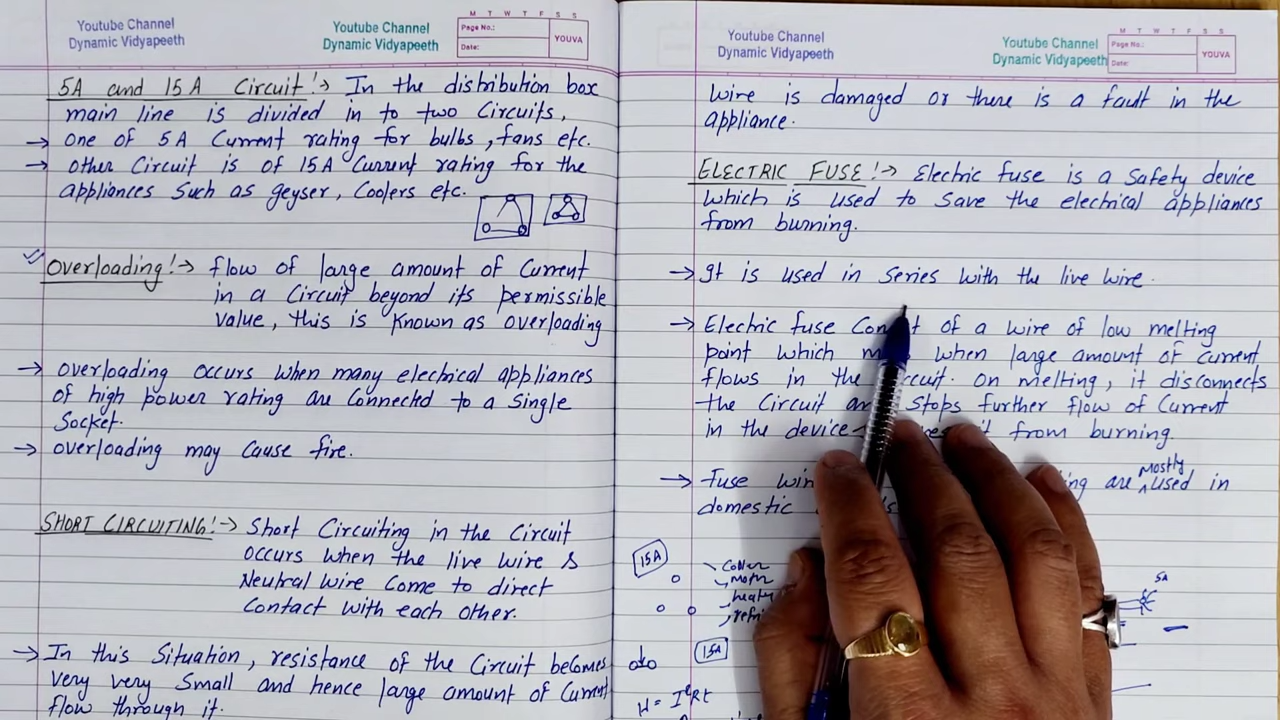 Youtube Channel
Dynamic Vidyapeeth
Youtube Channel
Dynamic Vidyapeeth
M T W T F S S
Page No.:
Date:
YOUVA
5A and 15A Circuit!→ In the distribution box
main line is divided in to two Circuits,
→ one of 5A Current rating for bulbs, fans etc.
→ other Circuit is of 15A Current rating for the
appliances such as geyser, Coolers etc.
Overloading!→ flow of large amount of Current
in a Circuit beyond its permissible
value, this is Known as overloading
→ overloading occurs when many electrical appliances
of high power rating are Connected to a Single
Socket.
→ overloading may cause fire.
SHORT CIRCUITING!→ Short Circuiting in the Circuit
occurs when the live wire &
Neutral wire Come to direct
Contact with each other.
→ In this Situation, resistance of the Circuit becomes
very very Small and hence large amount of Current
flow through it.
Youtube Channel
Dynamic Vidyapeeth
Youtube Channel
Dynamic Vidyapeeth
M T W T F S S
Page No.:
Date:
YOUVA
wire is damaged or there is a fault in the
appliance.
ELECTRIC FUSE!→ Electric fuse is a Safety device
which is used to save the electrical appliances
from burning.
→ It is used in series with the live wire.
→ Electric fuse of a wire of low melting
point which when large amount of Current
flows in the On melting, it disconnects
the Circuit Stops further flow of Current
in the device from burning.
→ Fuse are Mostly used in
domestic
15A
5A
15A
H = I²Rt